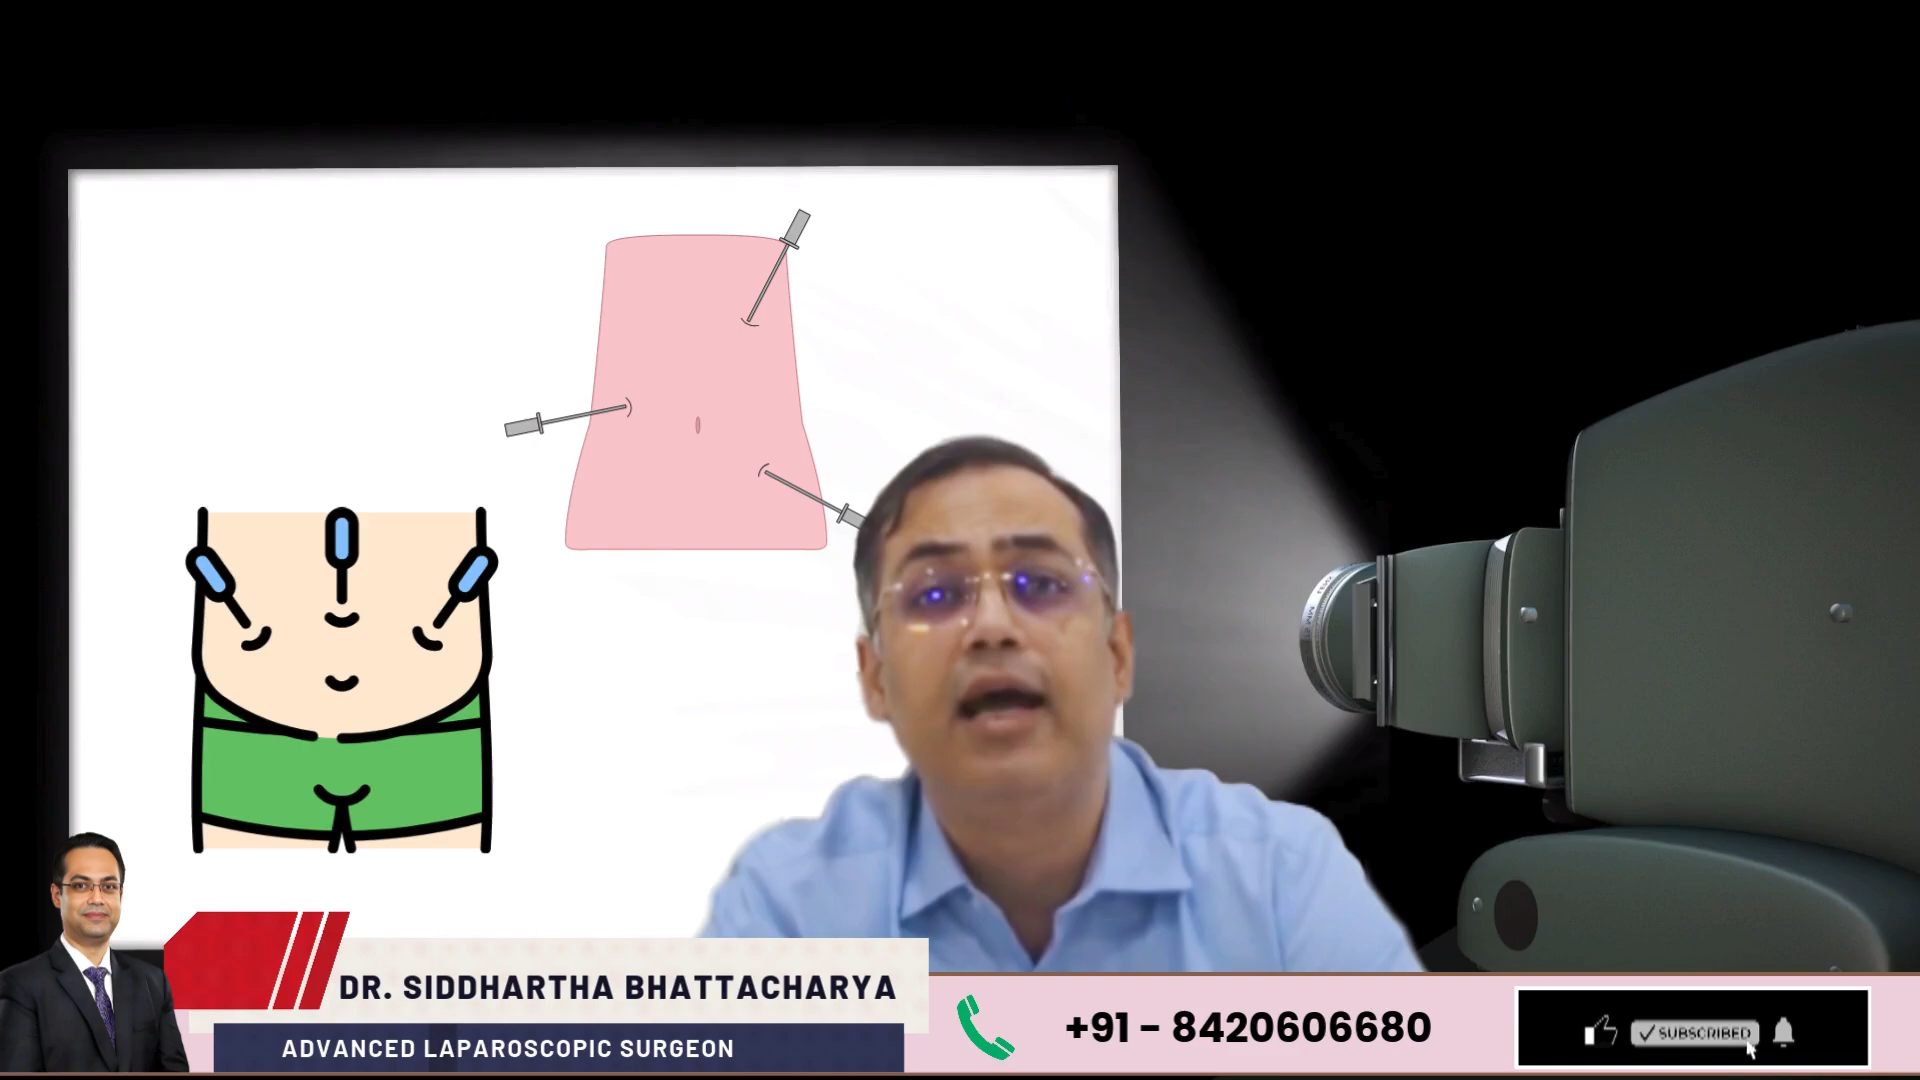 DR. SIDDHARTHA BHATTACHARYA
ADVANCED LAPAROSCOPIC SURGEON
+91 - 8420606680
SUBSCRIBED